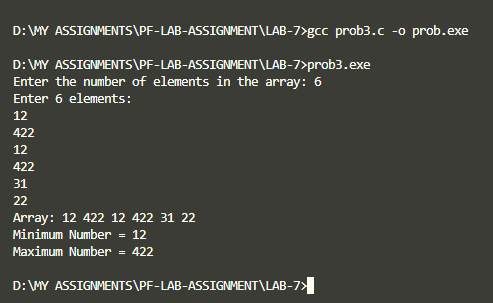 D:\MY ASSIGNMENTS\PF-LAB-ASSIGNMENT\LAB-7>gcc prob3.c -o prob.exe
D:\MY ASSIGNMENTS\PF-LAB-ASSIGNMENT\LAB-7>prob3.exe
Enter the number of elements in the array: 6
Enter 6 elements:
12
422
12
422
31
22
Array: 12 422 12 422 31 22
Minimum Number = 12
Maximum Number = 422
D:\MY ASSIGNMENTS\PF-LAB-ASSIGNMENT\LAB-7>